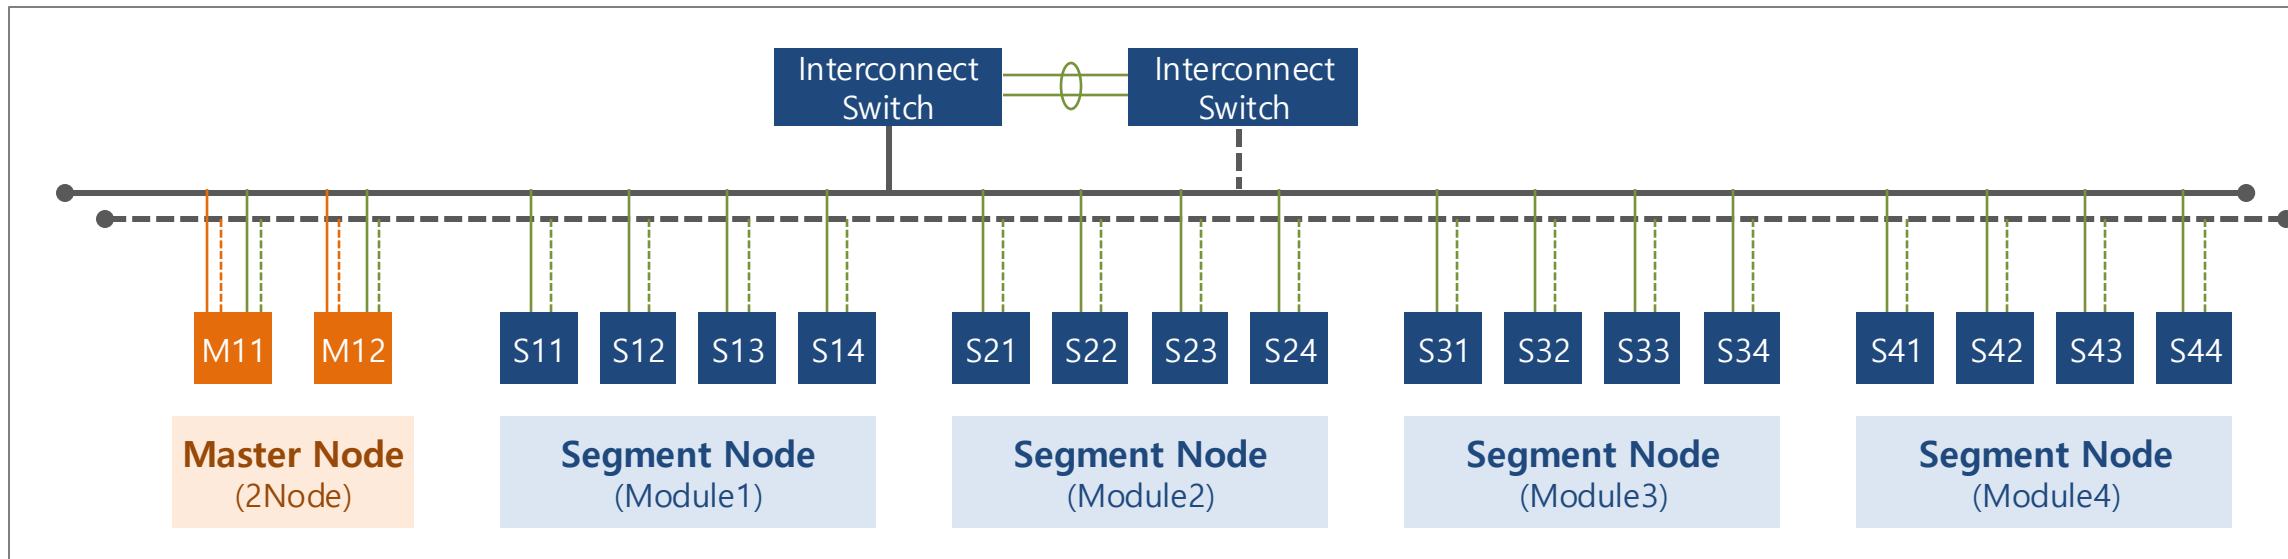 Interconnect
Switch
Interconnect
Switch
M11
M12
S11
S12
S13
S14
S21
S22
S23
S24
S31
S32
S33
S34
S41
S42
S43
S44
Master Node
(2Node)
Segment Node
(Module1)
Segment Node
(Module2)
Segment Node
(Module3)
Segment Node
(Module4)